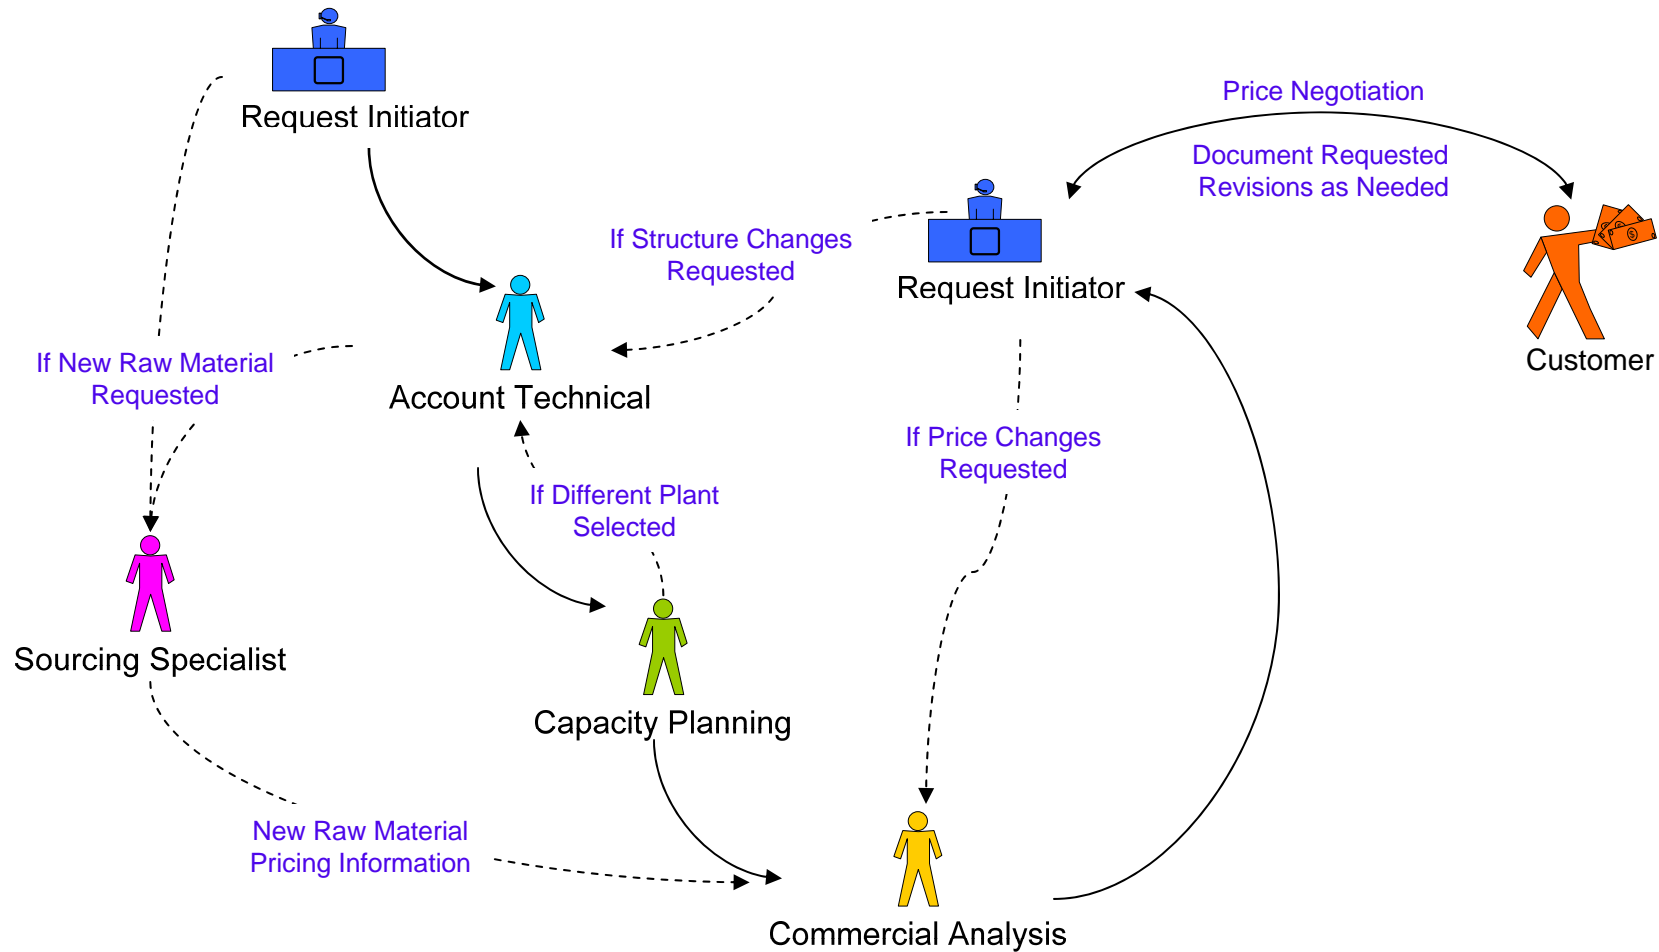 Request Initiator
Price Negotiation
Document Requested
Revisions as Needed
If Structure Changes
Requested
Request Initiator
Customer
If New Raw Material
Requested
Account Technical
If Price Changes
Requested
If Different Plant
Selected
Sourcing Specialist
Capacity Planning
New Raw Material
Pricing Information
Commercial Analysis